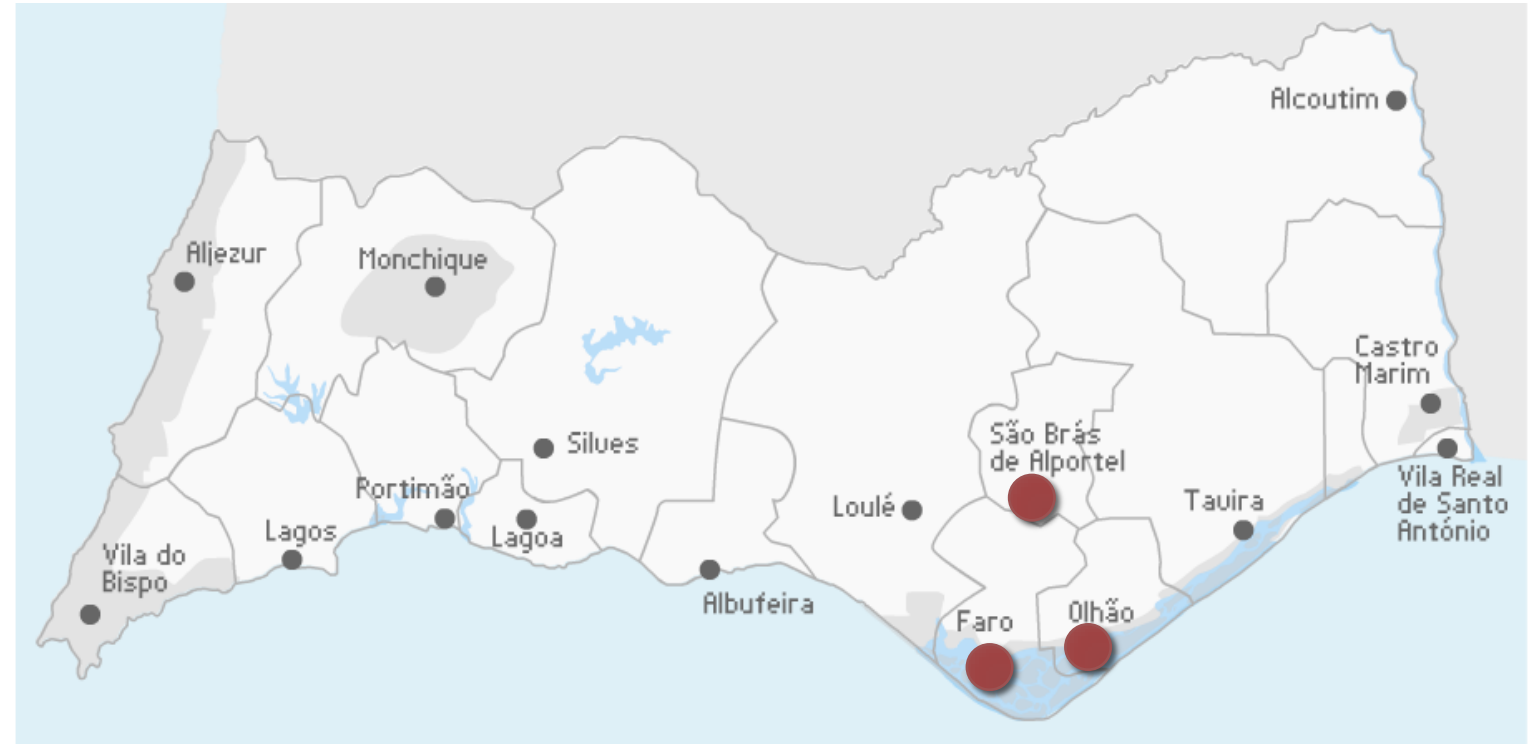 Alcoutim
Aljezur
Monchique
Castro
Marim
São Brás
de Alportel
Silves
Portimão
Vila Real
de Santo
António
Tavira
Loulé
Lagos
Lagoa
Vila do
Bispo
Albufeira
Faro
Olhão